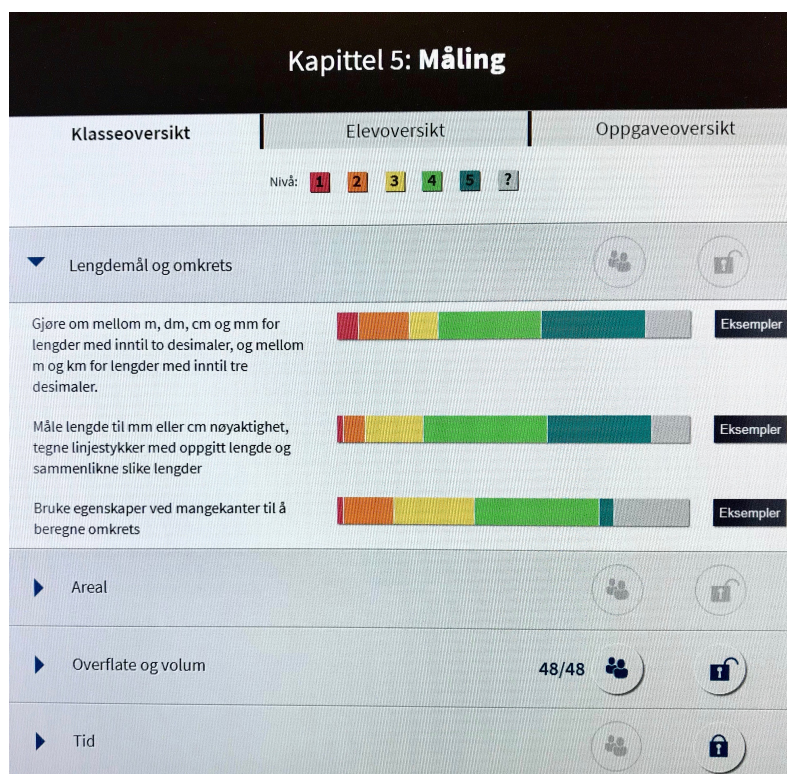 Kapittel 5: Måling
Klasseoversikt
Elevoversikt
Oppgaveoversikt
Nivå: 1 2 3 4 5 ?
Lengdemål og omkrets
Gjøre om mellom m, dm, cm og mm for
lengder med inntil to desimaler, og mellom
m og km for lengder med inntil tre
desimaler.
Eksempler
Måle lengde til mm eller cm nøyaktighet,
tegne linjestykker med oppgitt lengde og
sammenlikne slike lengder
Eksempler
Bruke egenskaper ved mangekanter til å
beregne omkrets
Eksempler
Areal
Overflate og volum
48/48
Tid